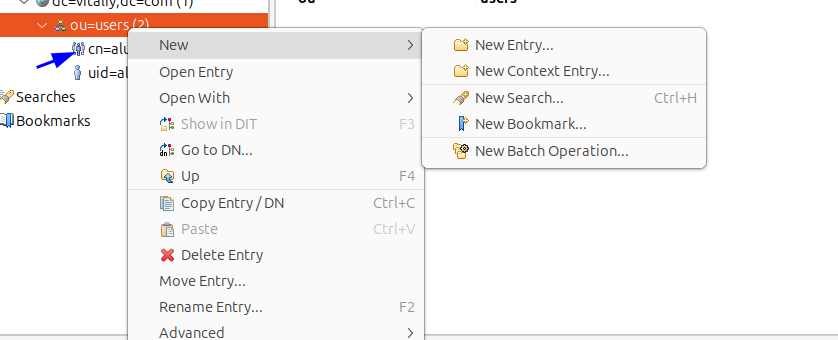 dc=vitaliy,dc=com (1)
ou
users
ou=users (2)
cn=alu
uid=al
Searches
Bookmarks
New
Open Entry
Open With
Show in DIT F3
Go to DN...
Up F4
Copy Entry / DN Ctrl+C
Paste Ctrl+V
Delete Entry
Move Entry...
Rename Entry... F2
Advanced
New Entry...
New Context Entry...
New Search... Ctrl+H
New Bookmark...
New Batch Operation...